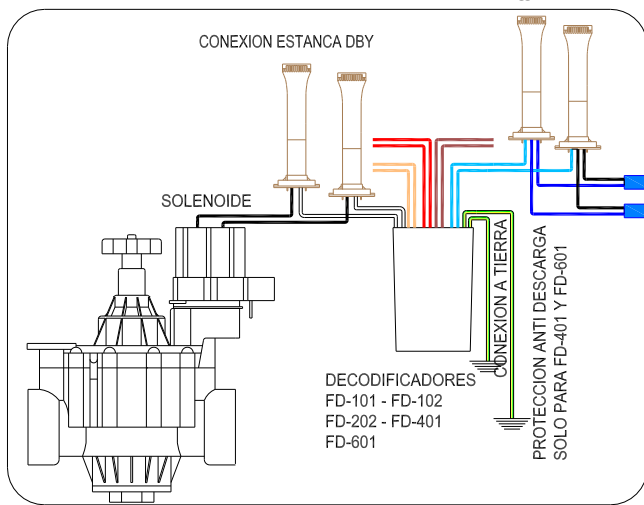 CONEXION ESTANCA DBY
SOLENOIDE
CONEXION A TIERRA
PROTECCION ANTI DESCARGA
SOLO PARA FD-401 Y FD-601
DECODIFICADORES
FD-101 - FD-102
FD-202 - FD-401
FD-601